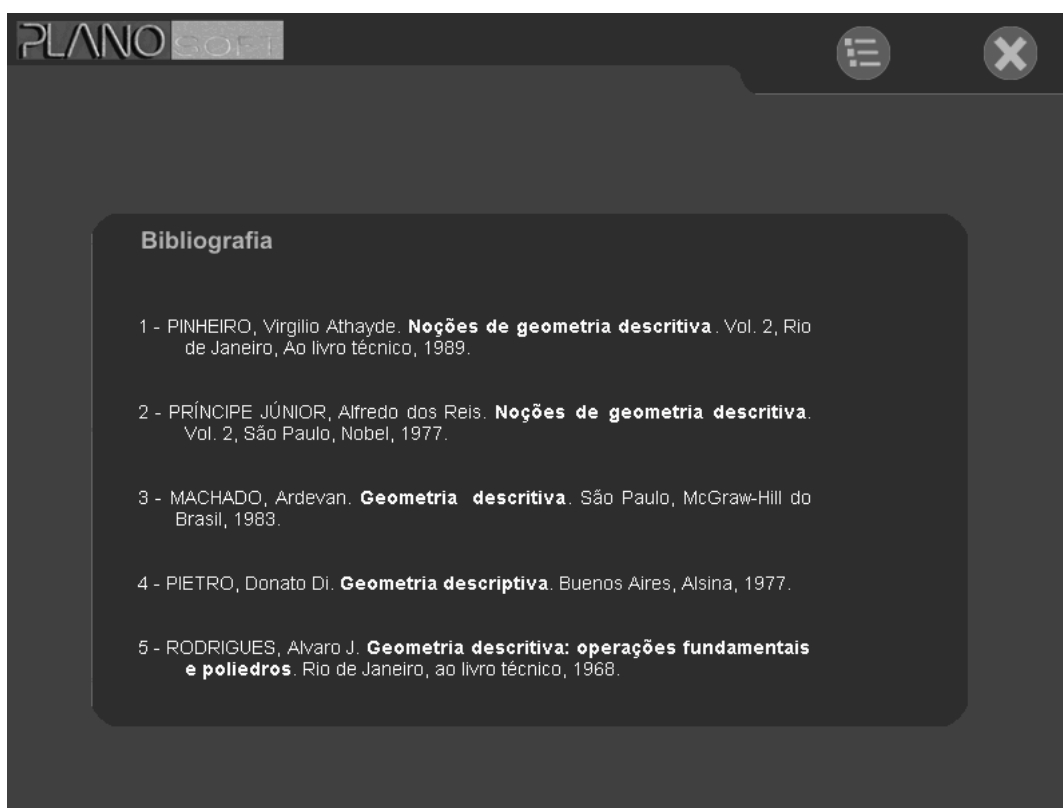 PLANO SOFT
Bibliografia
1 - PINHEIRO, Virgilio Athayde. Noções de geometria descritiva. Vol. 2, Rio
de Janeiro, Ao livro técnico, 1989.
2 - PRÍNCIPE JÚNIOR, Alfredo dos Reis. Noções de geometria descritiva.
Vol. 2, São Paulo, Nobel, 1977.
3 - MACHADO, Ardevan. Geometria descritiva. São Paulo, McGraw-Hill do
Brasil, 1983.
4 - PIETRO, Donato Di. Geometria descriptiva. Buenos Aires, Alsina, 1977.
5 - RODRIGUES, Alvaro J. Geometria descritiva: operações fundamentais
e poliedros. Rio de Janeiro, ao livro técnico, 1968.